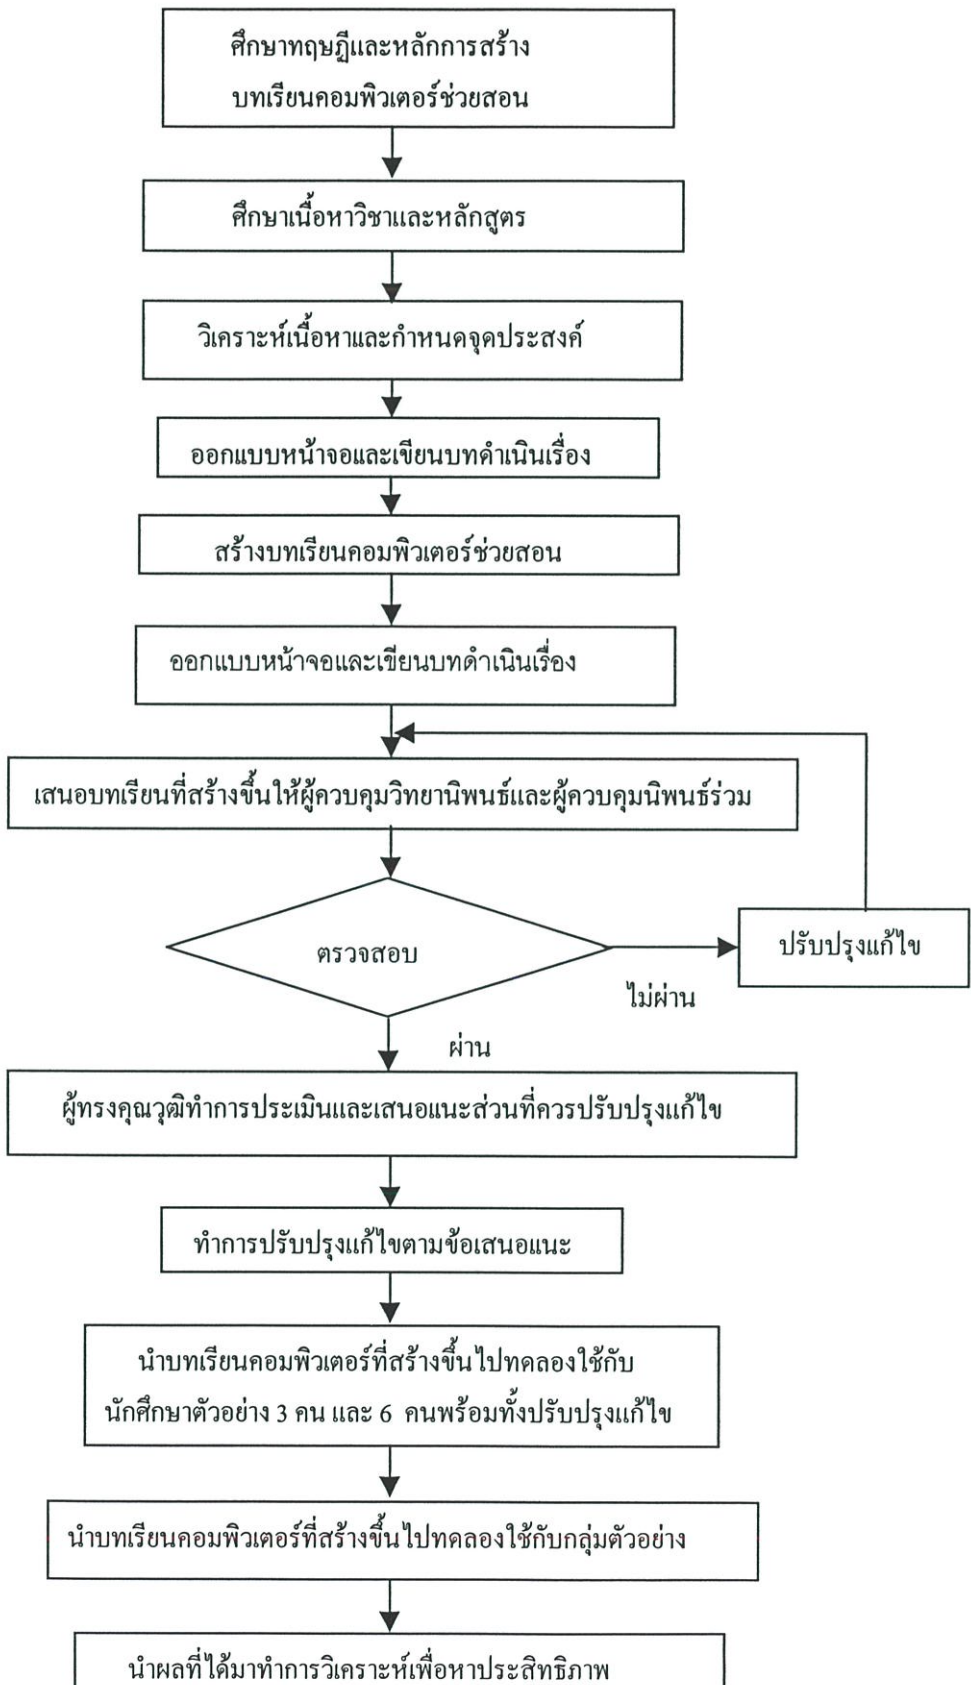 ศึกษาทฤษฎีและหลักการสร้าง
บทเรียนคอมพิวเตอร์ช่วยสอน
ศึกษาเนื้อหาวิชาและหลักสูตร
วิเคราะห์เนื้อหาและกำหนดจุดประสงค์
ออกแบบหน้าจอและเขียนบทดำเนินเรื่อง
สร้างบทเรียนคอมพิวเตอร์ช่วยสอน
ออกแบบหน้าจอและเขียนบทดำเนินเรื่อง
เสนอบทเรียนที่สร้างขึ้นให้ผู้ควบคุมวิทยานิพนธ์และผู้ควบคุมนิพนธ์ร่วม
ตรวจสอบ
ปรับปรุงแก้ไข
ไม่ผ่าน
ผ่าน
ผู้ทรงคุณวุฒิทำการประเมินและเสนอแนะส่วนที่ควรปรับปรุงแก้ไข
ทำการปรับปรุงแก้ไขตามข้อเสนอแนะ
นำบทเรียนคอมพิวเตอร์ที่สร้างขึ้นไปทดลองใช้กับ
นักศึกษาตัวอย่าง 3 คน และ 6 คนพร้อมทั้งปรับปรุงแก้ไข
นำบทเรียนคอมพิวเตอร์ที่สร้างขึ้นไปทดลองใช้กับกลุ่มตัวอย่าง
นำผลที่ได้มาทำการวิเคราะห์เพื่อหาประสิทธิภาพ